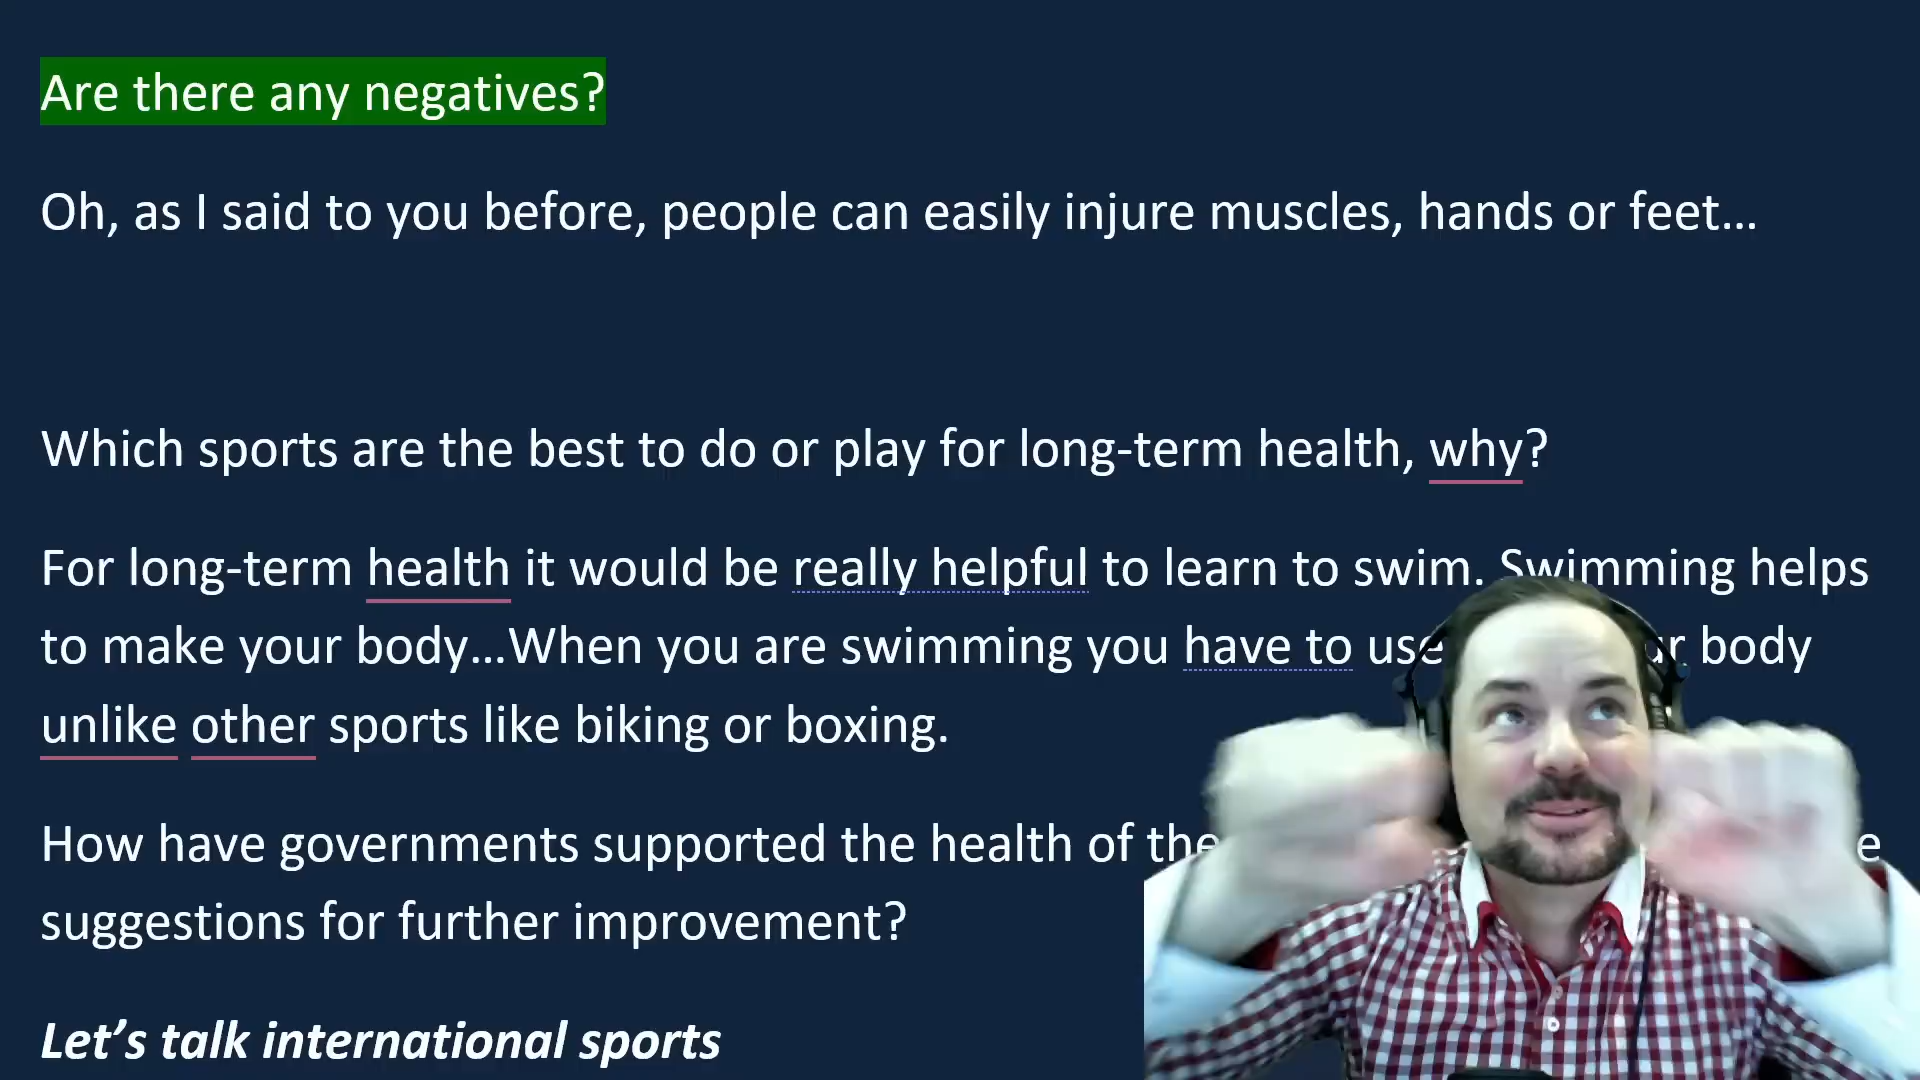 Are there any negatives?
Oh, as I said to you before, people can easily injure muscles, hands or feet…
Which sports are the best to do or play for long-term health, why?
For long-term health it would be really helpful to learn to swim. Swimming helps
to make your body…When you are swimming you have to use body
unlike other sports like biking or boxing.
How have governments supported the health of
suggestions for further improvement?
Let’s talk international sports